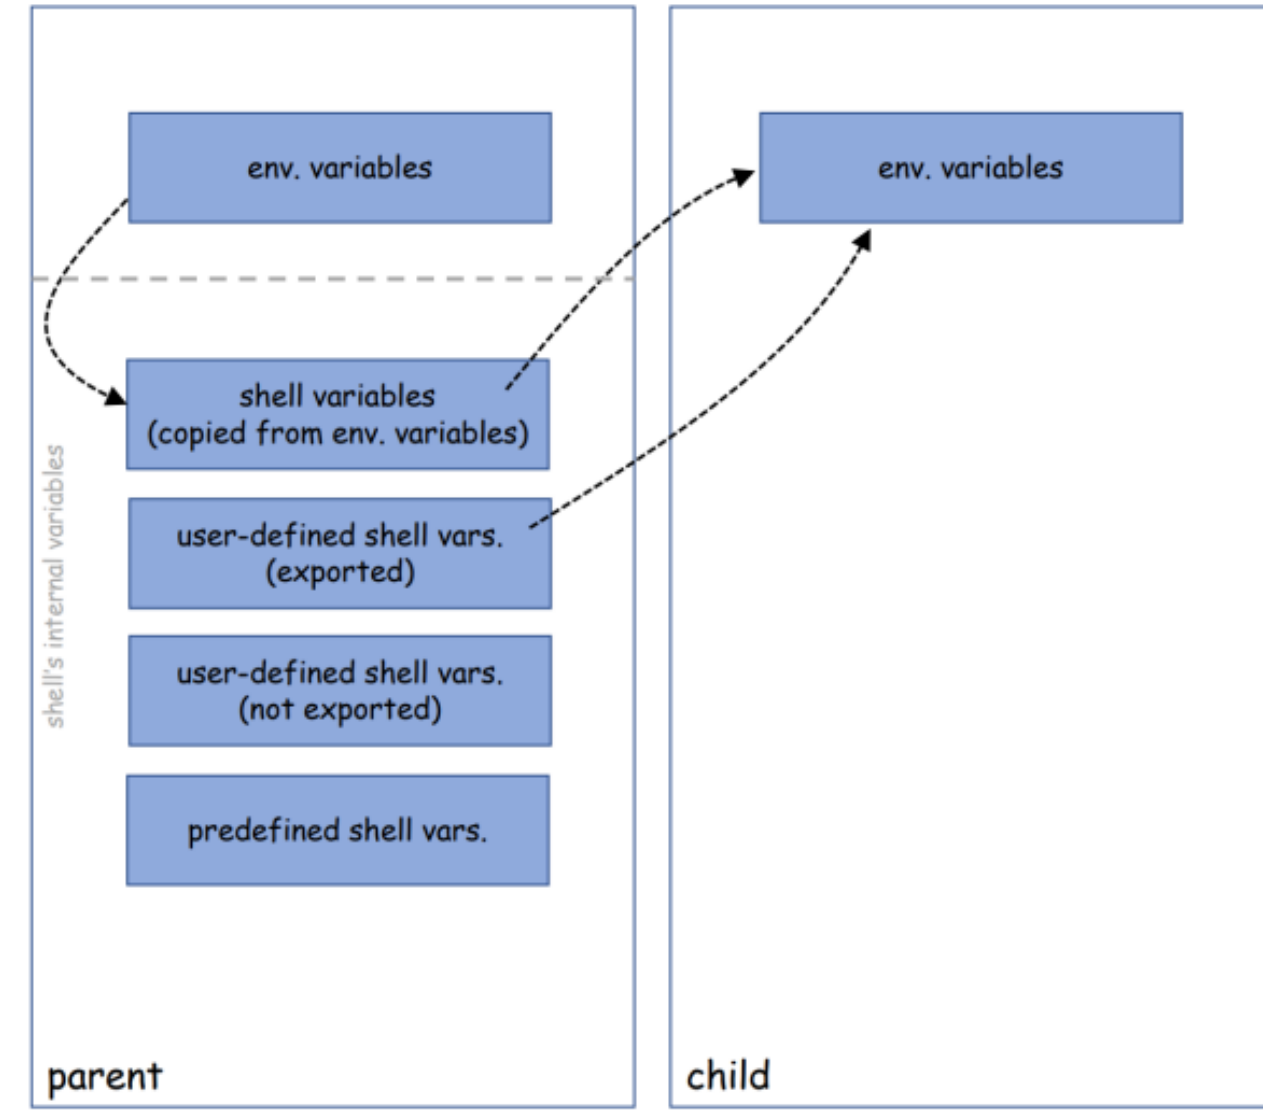 env. variables
shell variables
(copied from env. variables)
user-defined shell vars.
(exported)
user-defined shell vars.
(not exported)
predefined shell vars.
shell's internal variables
parent
env. variables
child